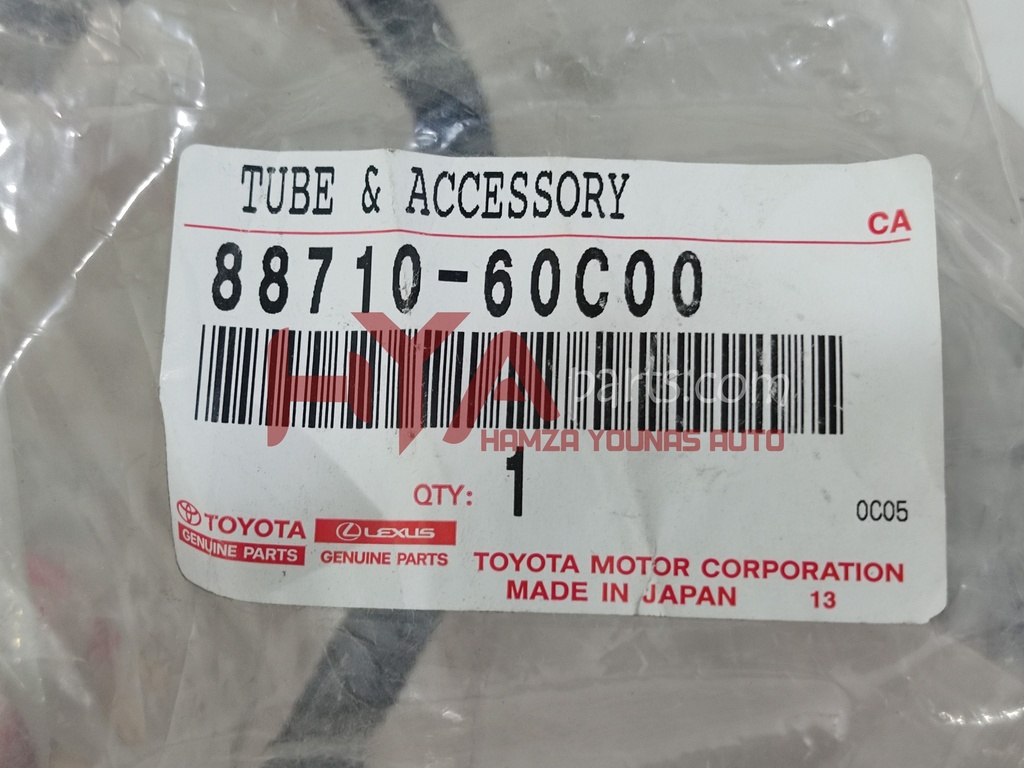 TUBE & ACCESSORY
CA
88710-60C00
HYA parts.com
HAMZA YOUNAS AUTO
QTY: 1
0C05
TOYOTA
GENUINE PARTS
LEXUS
GENUINE PARTS
TOYOTA MOTOR CORPORATION
MADE IN JAPAN 13